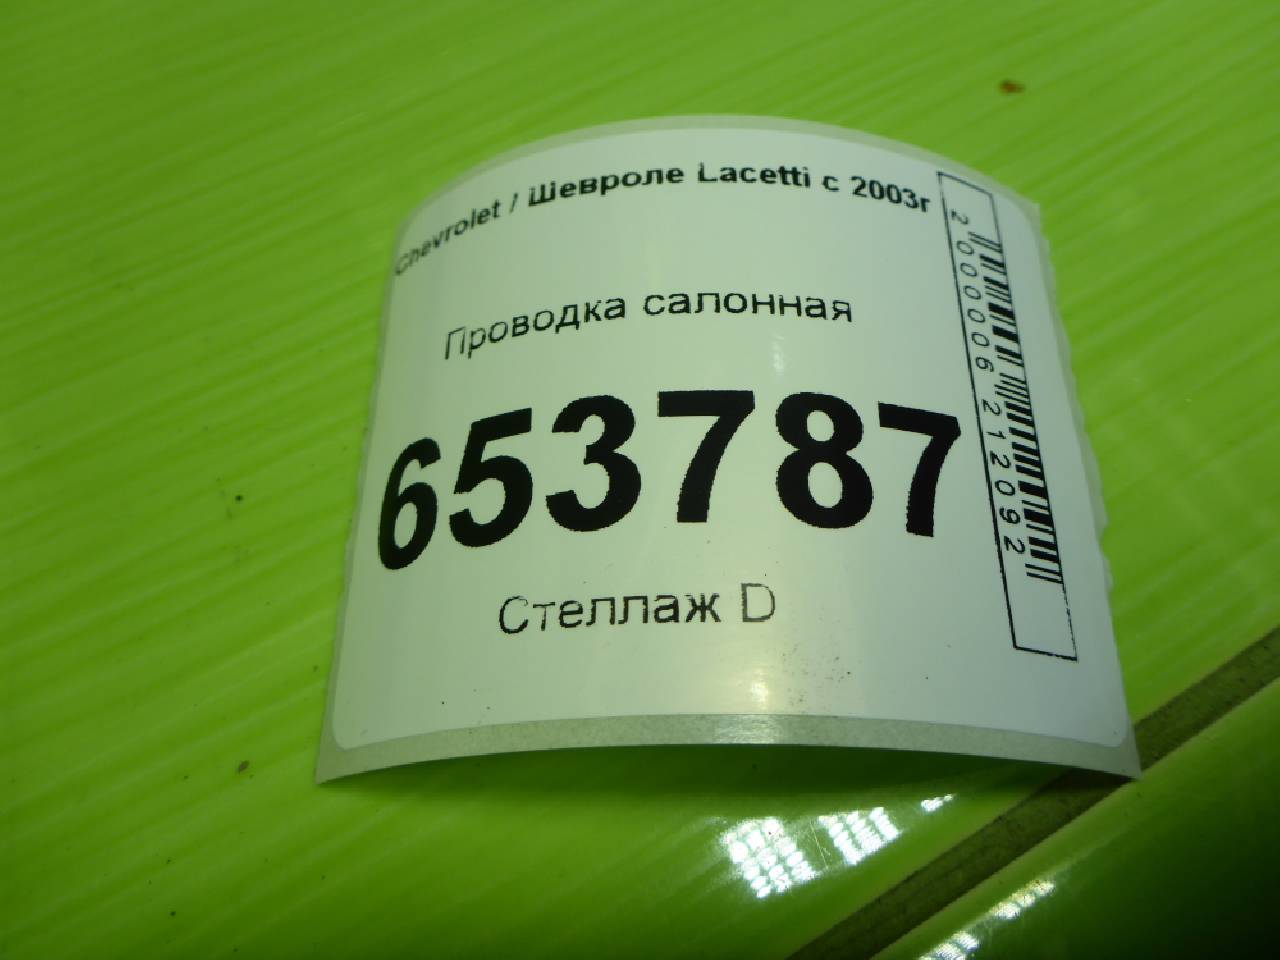 Chevrolet / Шевроле Lacetti с 2003г
Проводка салонная
653787
Стеллаж D
2000006212092